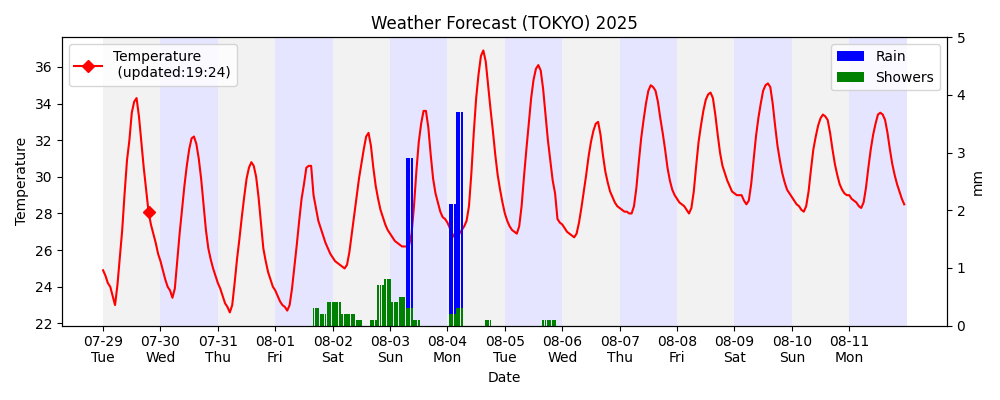 Weather Forecast (TOKYO) 2025
Temperature
(updated:19:24)
Rain
Showers
Temperature
36
34
32
30
28
26
24
22
5
4
3
2
1
0
mm
07-29 07-30 07-31 08-01 08-02 08-03 08-04 08-05 08-06 08-07 08-08 08-09 08-10 08-11
Tue Wed Thu Fri Sat Sun Mon Tue Wed Thu Fri Sat Sun Mon
Date